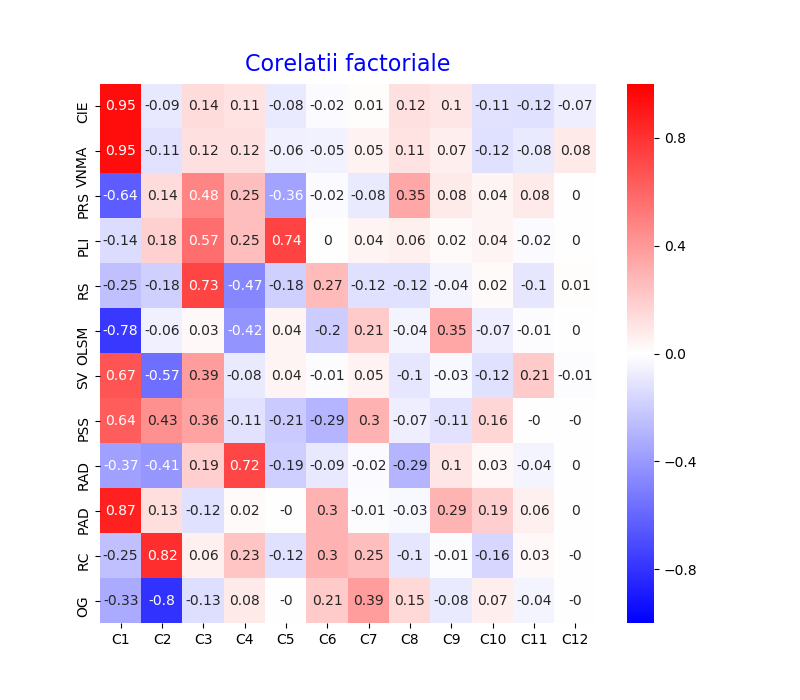 Corelatii factoriale
CIE 0.95 -0.09 0.14 0.11 -0.08 -0.02 0.01 0.12 0.1 -0.11 -0.12 -0.07
VNMA 0.95 -0.11 0.12 0.12 -0.06 -0.05 0.05 0.11 0.07 -0.12 -0.08 0.08
PRS -0.64 0.14 0.48 0.25 -0.36 -0.02 -0.08 0.35 0.08 0.04 0.08 0
PLI -0.14 0.18 0.57 0.25 0.74 0 0.04 0.06 0.02 0.04 -0.02 0
RS -0.25 -0.18 0.73 -0.47 -0.18 0.27 -0.12 -0.12 -0.04 0.02 -0.1 0.01
OLSM -0.78 -0.06 0.03 -0.42 0.04 -0.2 0.21 -0.04 0.35 -0.07 -0.01 0
SV 0.67 -0.57 0.39 -0.08 0.04 -0.01 0.05 -0.1 -0.03 -0.12 0.21 -0.01
PSS 0.64 0.43 0.36 -0.11 -0.21 -0.29 0.3 -0.07 -0.11 0.16 -0 -0
RAD -0.37 -0.41 0.19 0.72 -0.19 -0.09 -0.02 -0.29 0.1 0.03 -0.04 0
PAD 0.87 0.13 -0.12 0.02 -0 0.3 -0.01 -0.03 0.29 0.19 0.06 0
RC -0.25 0.82 0.06 0.23 -0.12 0.3 0.25 -0.1 -0.01 -0.16 0.03 -0
OG -0.33 -0.8 -0.13 0.08 -0 0.21 0.39 0.15 -0.08 0.07 -0.04 -0
C1 C2 C3 C4 C5 C6 C7 C8 C9 C10 C11 C12
0.8
0.4
0.0
−0.4
−0.8